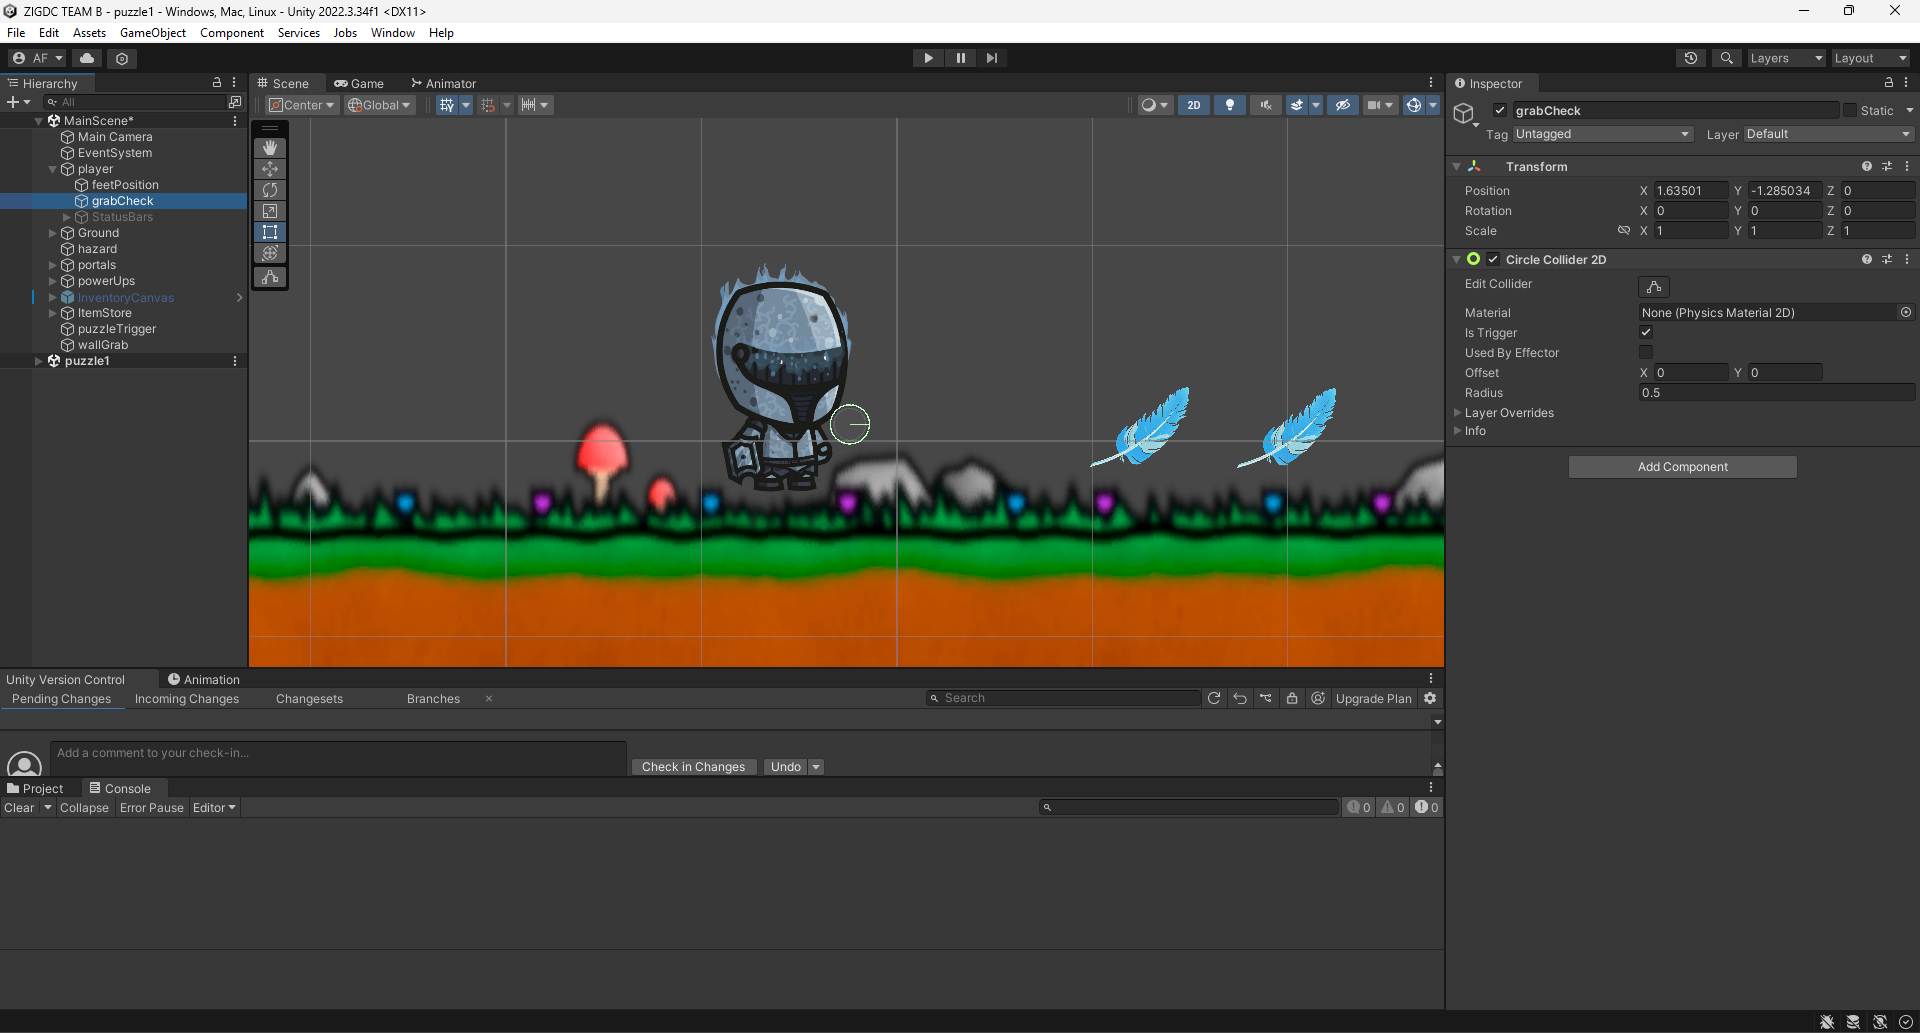 ZIGDC TEAM B - puzzle1 - Windows, Mac, Linux - Unity 2022.3.34f1 <DX11>
File Edit Assets GameObject Component Services Jobs Window Help
AF Layers Layout
Hierarchy
All
MainScene*
Main Camera
EventSystem
player
feetPosition
grabCheck
StatusBars
Ground
hazard
portals
powerUps
InventoryCanvas
ItemStore
puzzleTrigger
wallGrab
puzzle1
Scene Game Animator
Center Global 2D
Inspector
grabCheck Static
Tag Untagged Layer Default
Transform
Position X 1.63501 Y -1.285034 Z 0
Rotation X 0 Y 0 Z 0
Scale X 1 Y 1 Z 1
Circle Collider 2D
Edit Collider
Material None (Physics Material 2D)
Is Trigger
Used By Effector
Offset X 0 Y 0
Radius 0.5
Layer Overrides
Info
Add Component
Unity Version Control Animation
Pending Changes Incoming Changes Changesets Branches × Search Upgrade Plan
Add a comment to your check-in...
Check in Changes Undo
Project Console
Clear Collapse Error Pause Editor 0 0 0